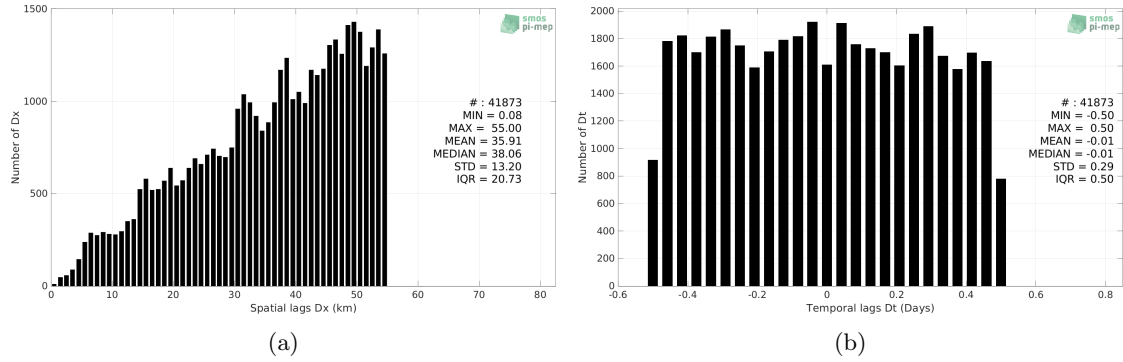 1500
1000
500
0
Number of Dx
0 10 20 30 40 50 60 70 80
Spatial lags Dx (km)
smos
pi-mep
# : 41873
MIN = 0.08
MAX = 55.00
MEAN = 35.91
MEDIAN = 38.06
STD = 13.20
IQR = 20.73
(a)
2000
1800
1600
1400
1200
1000
800
600
400
200
0
Number of Dt
-0.6 -0.4 -0.2 0 0.2 0.4 0.6 0.8
Temporal lags Dt (Days)
smos
pi-mep
# : 41873
MIN = -0.50
MAX = 0.50
MEAN = -0.01
MEDIAN = -0.01
STD = 0.29
IQR = 0.50
(b)